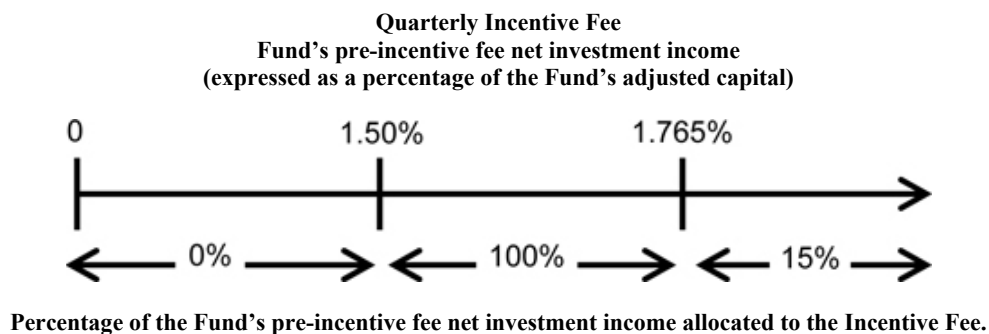 Quarterly Incentive Fee
Fund’s pre-incentive fee net investment income
(expressed as a percentage of the Fund’s adjusted capital)
0 1.50% 1.765%
0% 100% 15%
Percentage of the Fund’s pre-incentive fee net investment income allocated to the Incentive Fee.